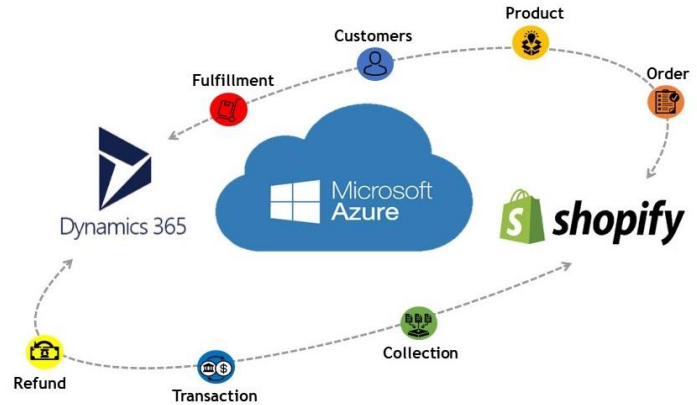 Product
Customers
Order
Fulfillment
Microsoft
Azure
Dynamics 365
S shopify
Collection
Refund
Transaction